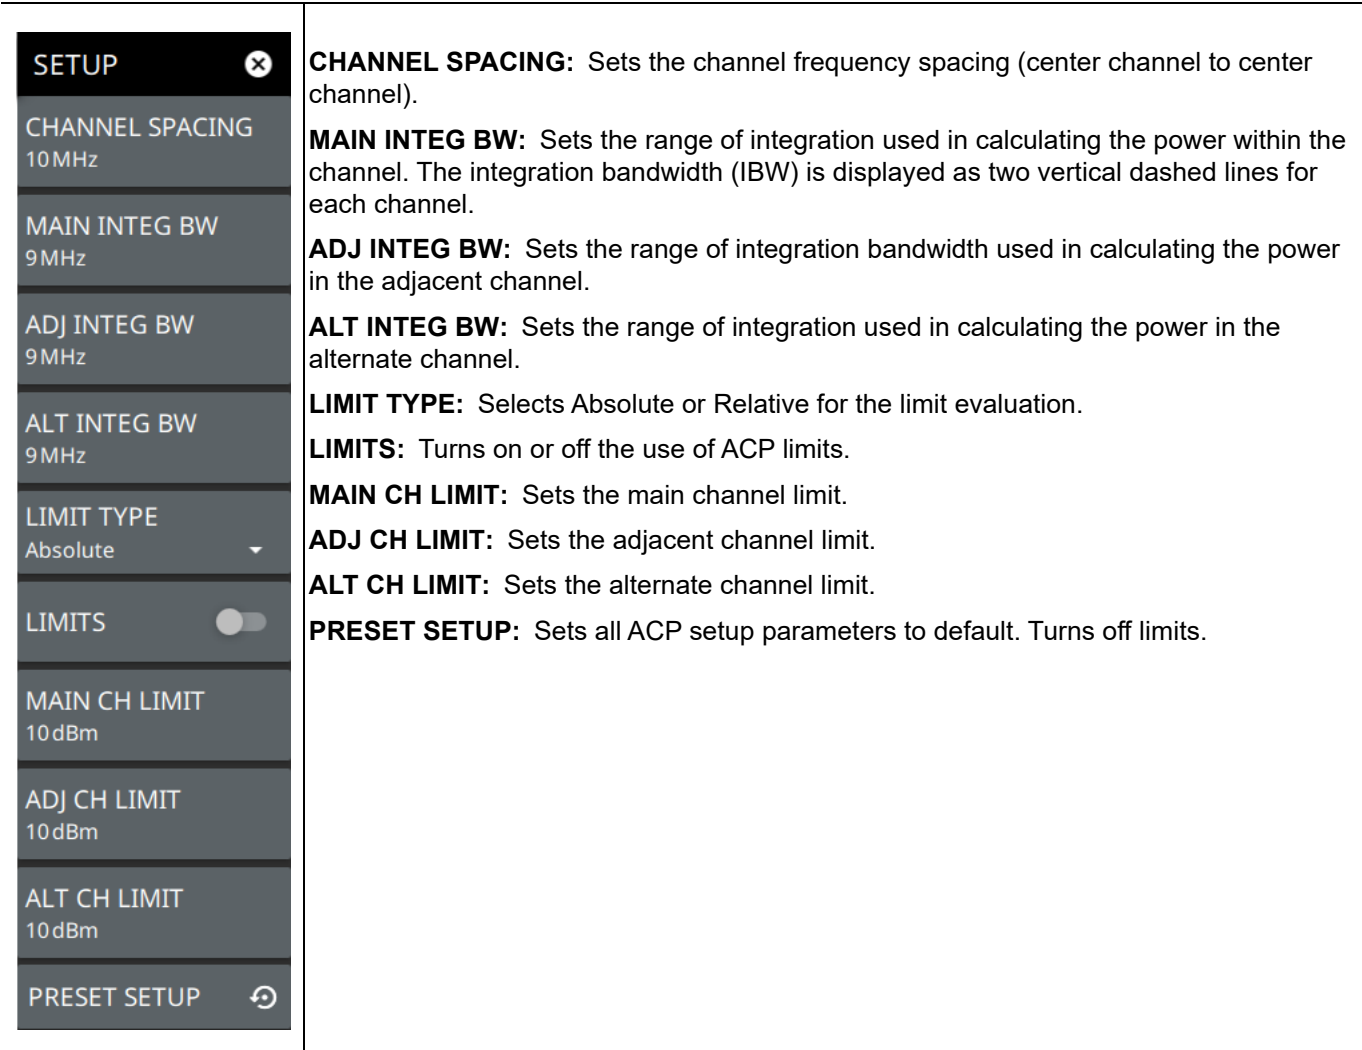 SETUP
CHANNEL SPACING
10 MHz
MAIN INTEG BW
9 MHz
ADJ INTEG BW
9 MHz
ALT INTEG BW
9 MHz
LIMIT TYPE
Absolute
LIMITS
MAIN CH LIMIT
10 dBm
ADJ CH LIMIT
10 dBm
ALT CH LIMIT
10 dBm
PRESET SETUP
CHANNEL SPACING: Sets the channel frequency spacing (center channel to center
channel).
MAIN INTEG BW: Sets the range of integration used in calculating the power within the
channel. The integration bandwidth (IBW) is displayed as two vertical dashed lines for
each channel.
ADJ INTEG BW: Sets the range of integration bandwidth used in calculating the power
in the adjacent channel.
ALT INTEG BW: Sets the range of integration used in calculating the power in the
alternate channel.
LIMIT TYPE: Selects Absolute or Relative for the limit evaluation.
LIMITS: Turns on or off the use of ACP limits.
MAIN CH LIMIT: Sets the main channel limit.
ADJ CH LIMIT: Sets the adjacent channel limit.
ALT CH LIMIT: Sets the alternate channel limit.
PRESET SETUP: Sets all ACP setup parameters to default. Turns off limits.